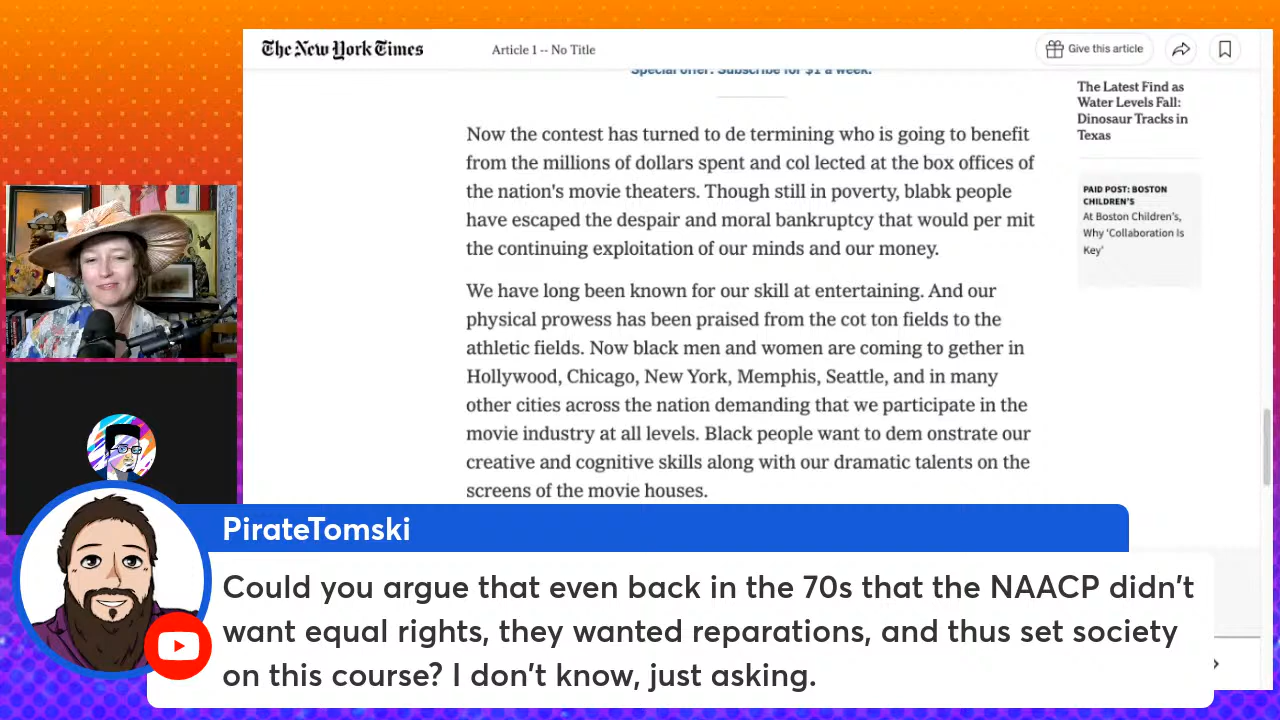 The New York Times
Article 1 -- No Title
Give this article
Special offer: Subscribe for $1 a week.
Now the contest has turned to de termining who is going to benefit
from the millions of dollars spent and col lected at the box offices of
the nation's movie theaters. Though still in poverty, blabk people
have escaped the despair and moral bankruptcy that would per mit
the continuing exploitation of our minds and our money.
We have long been known for our skill at entertaining. And our
physical prowess has been praised from the cot ton fields to the
athletic fields. Now black men and women are coming to gether in
Hollywood, Chicago, New York, Memphis, Seattle, and in many
other cities across the nation demanding that we participate in the
movie industry at all levels. Black people want to dem onstrate our
creative and cognitive skills along with our dramatic talents on the
screens of the movie houses.
The Latest Find as
Water Levels Fall:
Dinosaur Tracks in
Texas
PAID POST: BOSTON
CHILDREN'S
At Boston Children's,
Why 'Collaboration Is
Key'
PirateTomski
Could you argue that even back in the 70s that the NAACP didn't
want equal rights, they wanted reparations, and thus set society
on this course? I don't know, just asking.